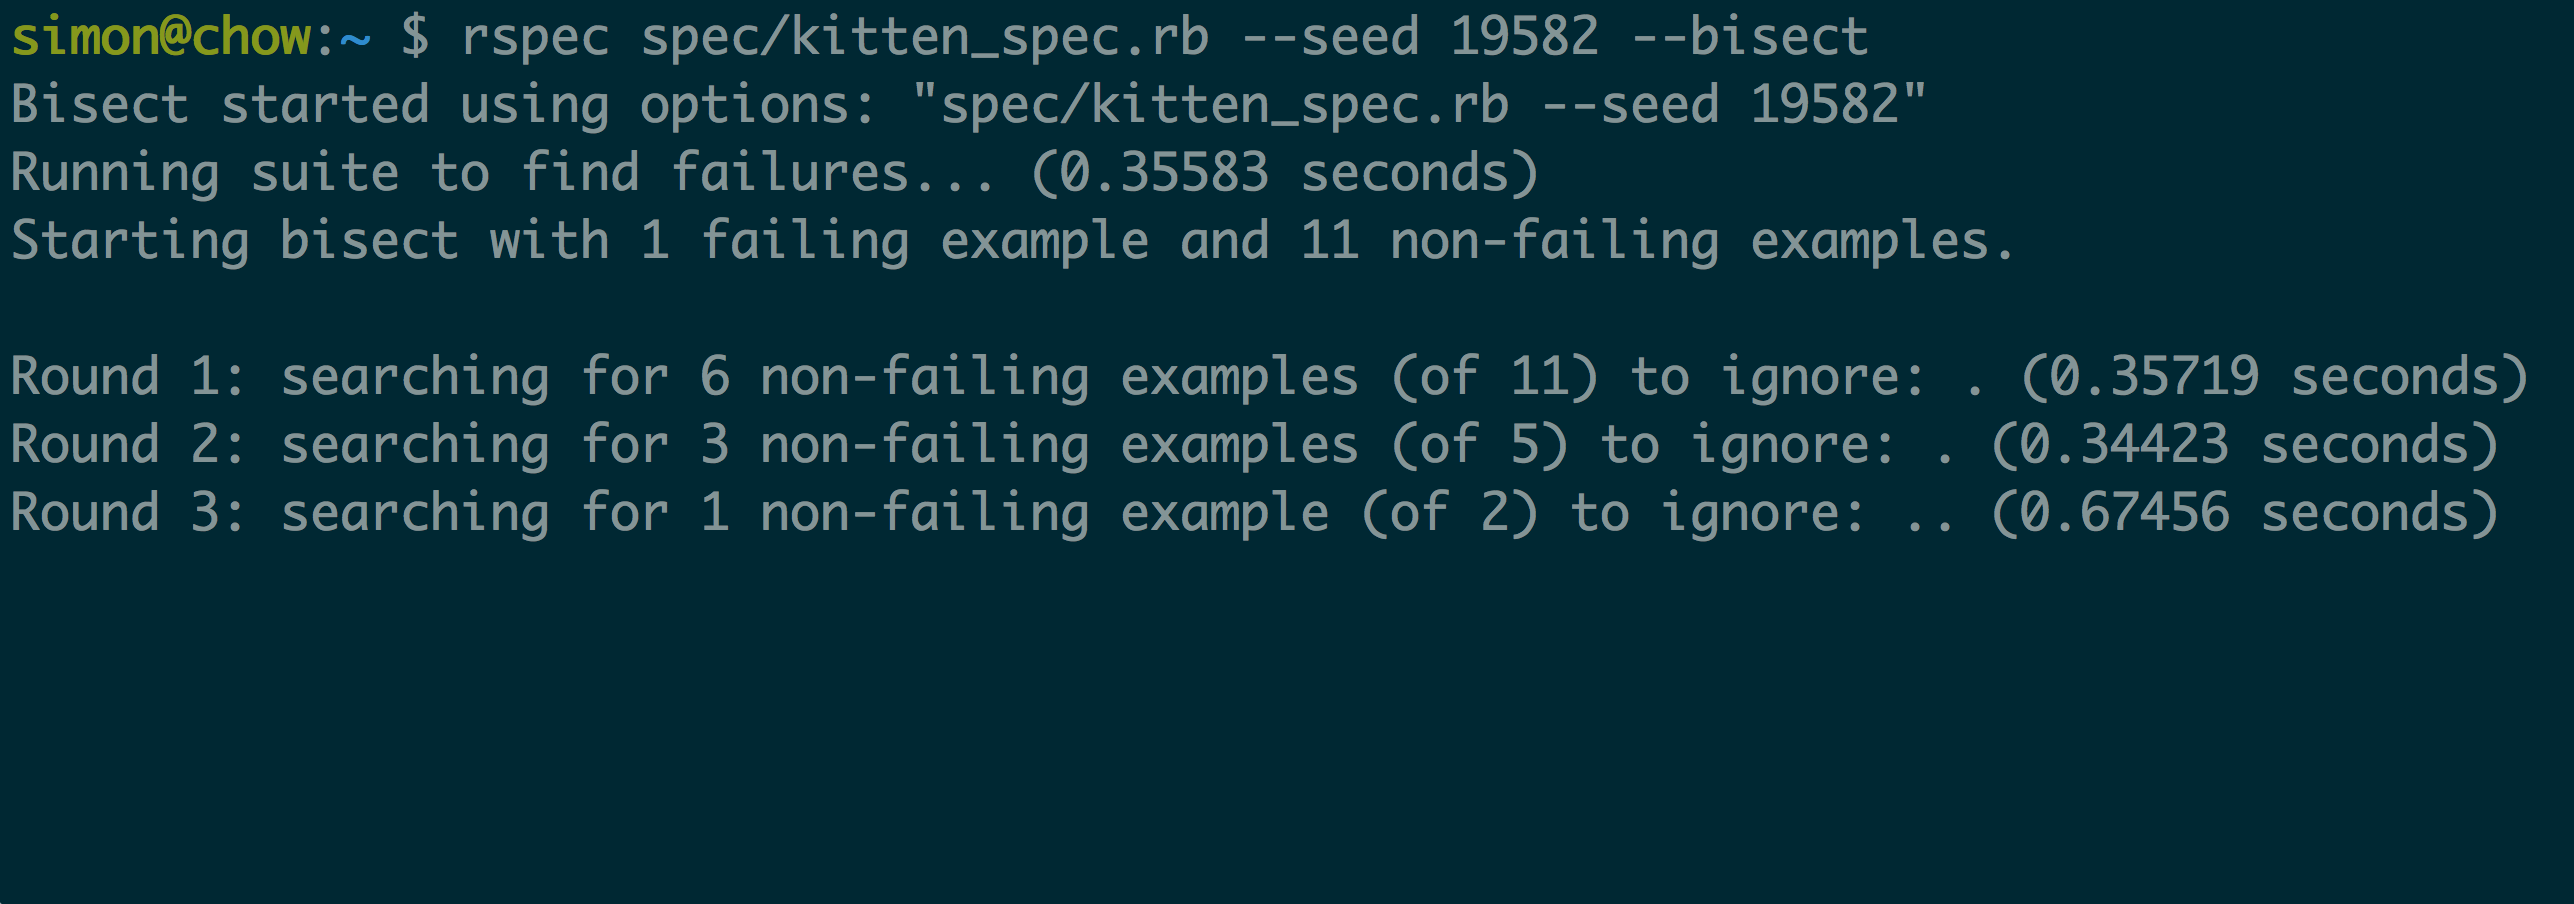 simon@chow:~ $ rspec spec/kitten_spec.rb --seed 19582 --bisect
Bisect started using options: "spec/kitten_spec.rb --seed 19582"
Running suite to find failures... (0.35583 seconds)
Starting bisect with 1 failing example and 11 non-failing examples.
Round 1: searching for 6 non-failing examples (of 11) to ignore: . (0.35719 seconds)
Round 2: searching for 3 non-failing examples (of 5) to ignore: . (0.34423 seconds)
Round 3: searching for 1 non-failing example (of 2) to ignore: .. (0.67456 seconds)